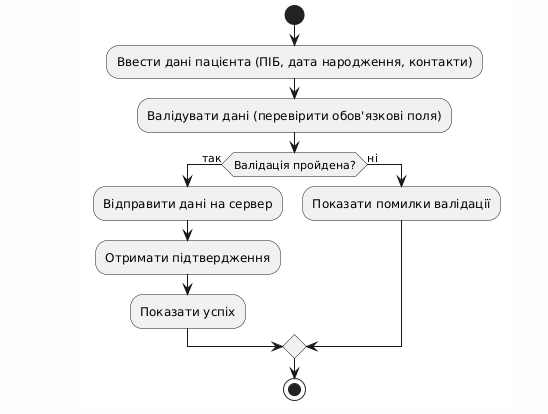 Ввести дані пацієнта (ПІБ, дата народження, контакти)
Валідувати дані (перевірити обов'язкові поля)
так
Валідація пройдена?
ні
Відправити дані на сервер
Показати помилки валідації
Отримати підтвердження
Показати успіх